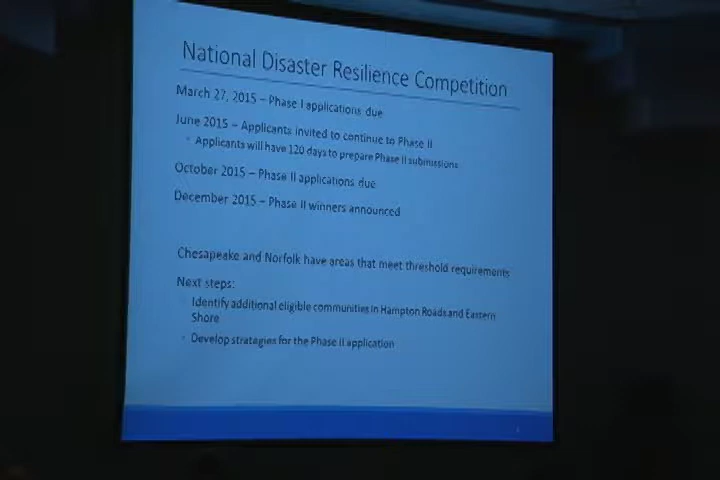 National Disaster Resilience Competition
March 27, 2015 – Phase I applications due
June 2015 – Applicants invited to continue to Phase II
Applicants will have 120 days to prepare Phase II submissions
October 2015 – Phase II applications due
December 2015 – Phase II winners announced
Chesapeake and Norfolk have areas that meet threshold requirements
Next steps:
Identify additional eligible communities in Hampton Roads and Eastern
Shore
Develop strategies for the Phase II application